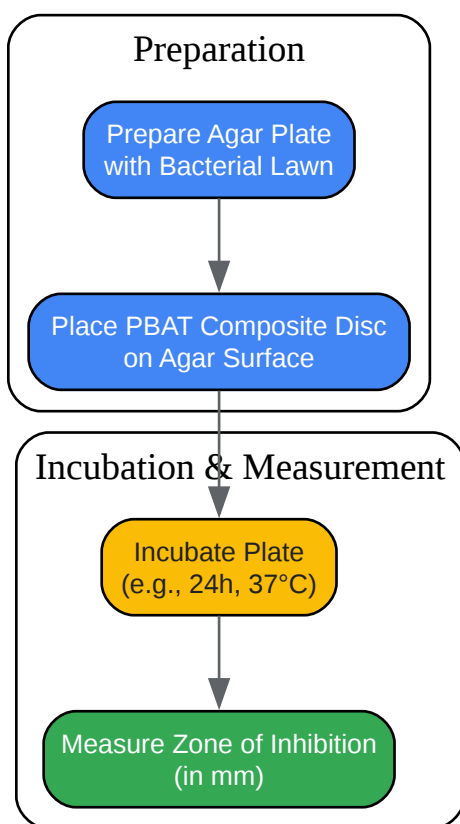 Preparation
Prepare Agar Plate
with Bacterial Lawn
Place PBAT Composite Disc
on Agar Surface
Incubation & Measurement
Incubate Plate
(e.g., 24h, 37°C)
Measure Zone of Inhibition
(in mm)